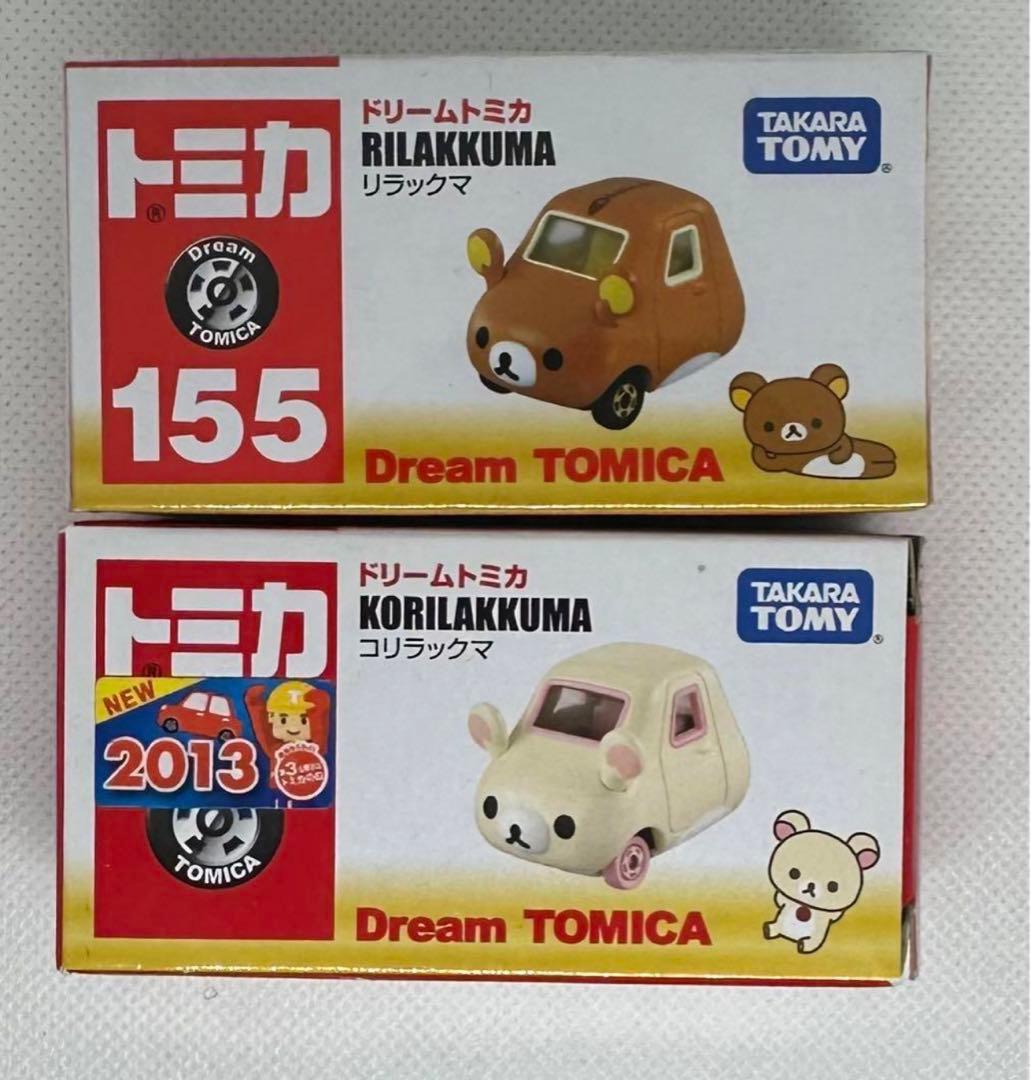 トミカ
®
Dream
TOMICA
155
ドリームトミカ
RILAKKUMA
リラックマ
TAKARA
TOMY
®
Dream TOMICA
トミカ
®
NEW
2013
T
TOMICA
ドリームトミカ
KORILAKKUMA
コリラックマ
TAKARA
TOMY
®
Dream TOMICA